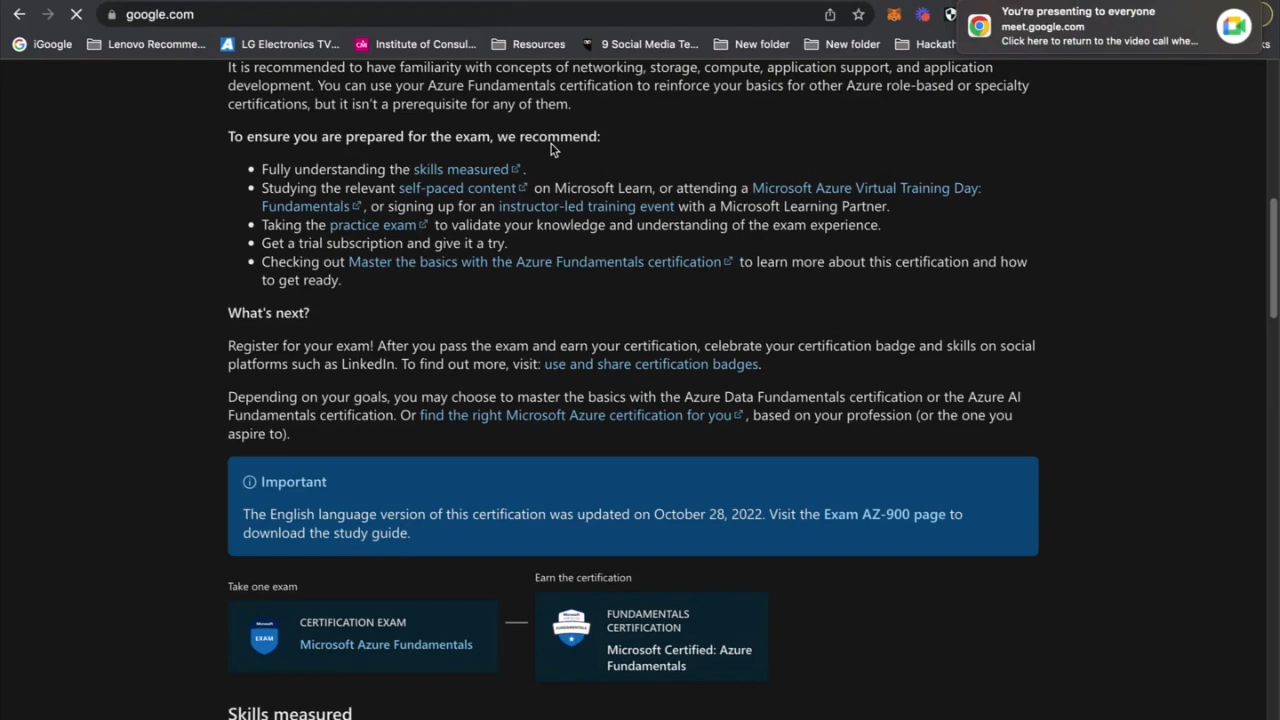 google.com
You're presenting to everyone
meet.google.com
Click here to return to the video call whe...
iGoogle
Lenovo Recomme...
LG Electronics TV...
Institute of Consul...
Resources
9 Social Media Te...
New folder
New folder
Hackath
It is recommended to have familiarity with concepts of networking, storage, compute, application support, and application
development. You can use your Azure Fundamentals certification to reinforce your basics for other Azure role-based or specialty
certifications, but it isn't a prerequisite for any of them.
To ensure you are prepared for the exam, we recommend:
Fully understanding the skills measured .
Studying the relevant self-paced content on Microsoft Learn, or attending a Microsoft Azure Virtual Training Day:
Fundamentals , or signing up for an instructor-led training event with a Microsoft Learning Partner.
Taking the practice exam to validate your knowledge and understanding of the exam experience.
Get a trial subscription and give it a try.
Checking out Master the basics with the Azure Fundamentals certification to learn more about this certification and how
to get ready.
What's next?
Register for your exam! After you pass the exam and earn your certification, celebrate your certification badge and skills on social
platforms such as LinkedIn. To find out more, visit: use and share certification badges.
Depending on your goals, you may choose to master the basics with the Azure Data Fundamentals certification or the Azure AI
Fundamentals certification. Or find the right Microsoft Azure certification for you , based on your profession (or the one you
aspire to).
Important
The English language version of this certification was updated on October 28, 2022. Visit the Exam AZ-900 page to
download the study guide.
Take one exam
Earn the certification
EXAM
CERTIFICATION EXAM
Microsoft Azure Fundamentals
FUNDAMENTALS
CERTIFICATION
Microsoft Certified: Azure
Fundamentals
Skills measured